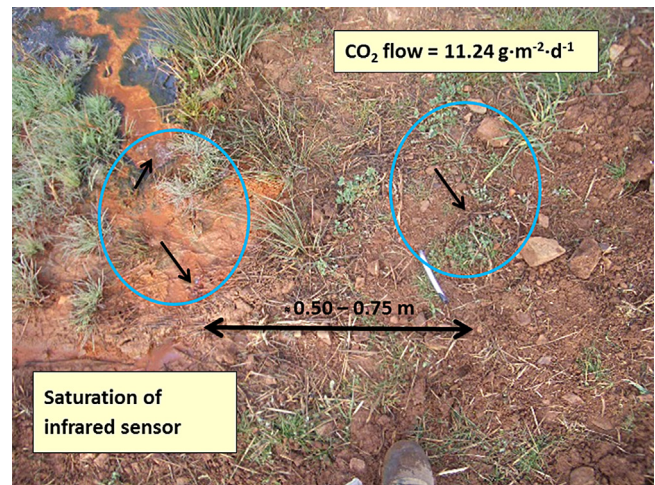 CO₂ flow = 11.24 g·m⁻²·d⁻¹
0.50 – 0.75 m
Saturation of
infrared sensor